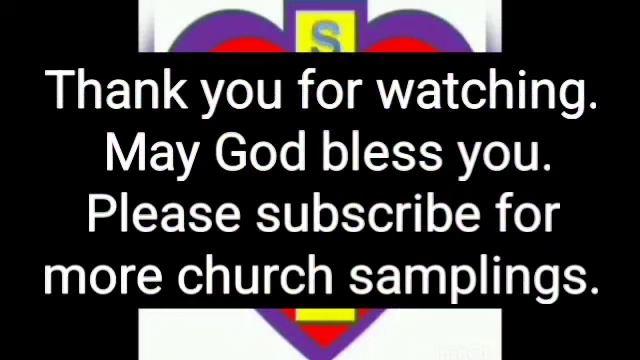 S
Thank you for watching.
May God bless you.
Please subscribe for
more church samplings.